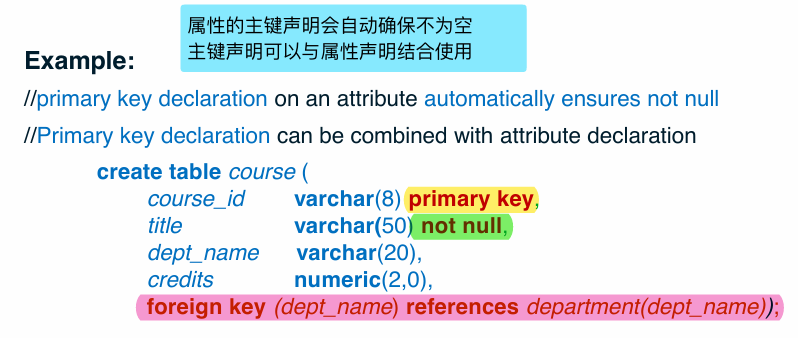 属性的主键声明会自动确保不为空
主键声明可以与属性声明结合使用
Example:
//primary key declaration on an attribute automatically ensures not null
//Primary key declaration can be combined with attribute declaration
create table course (
course_id varchar(8) primary key,
title varchar(50) not null,
dept_name varchar(20),
credits numeric(2,0),
foreign key (dept_name) references department(dept_name));